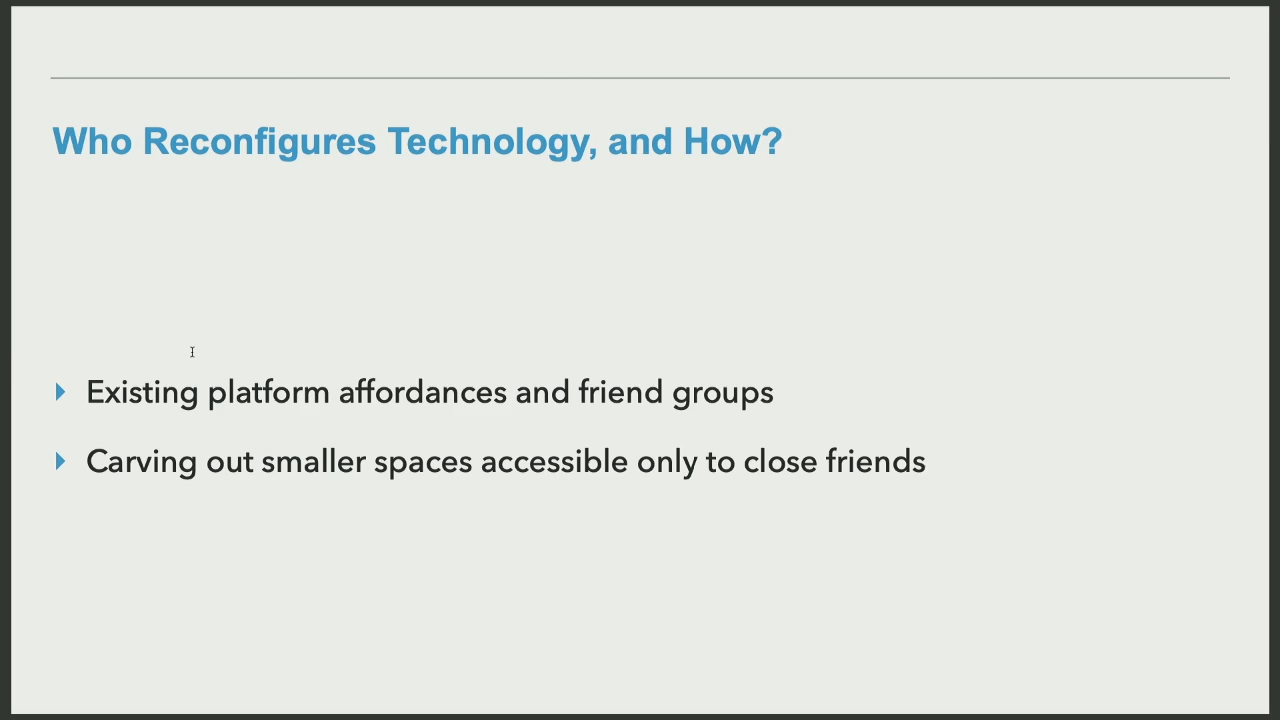 Who Reconfigures Technology, and How?
Existing platform affordances and friend groups
Carving out smaller spaces accessible only to close friends